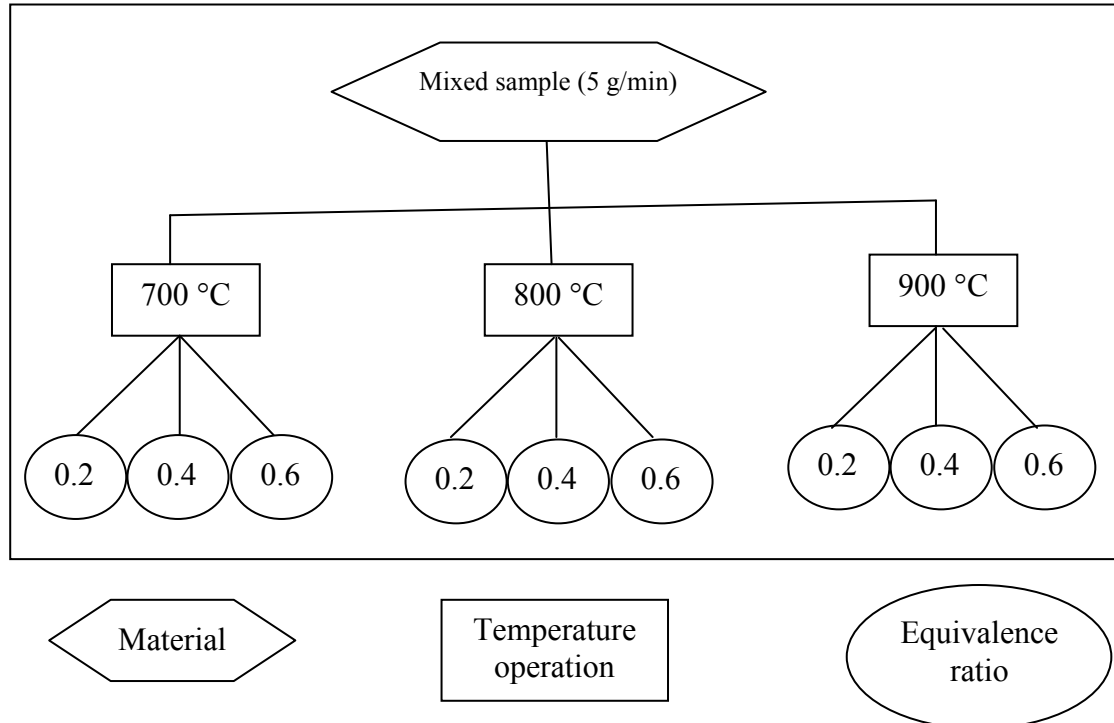 Mixed sample (5 g/min)
700 °C
800 °C
900 °C
0.2
0.4
0.6
0.2
0.4
0.6
0.2
0.4
0.6
Material
Temperature
operation
Equivalence
ratio